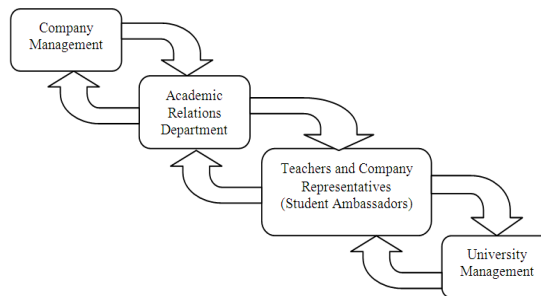 Company
Management
Academic
Relations
Department
Teachers and Company
Representatives
(Student Ambassadors)
University
Management